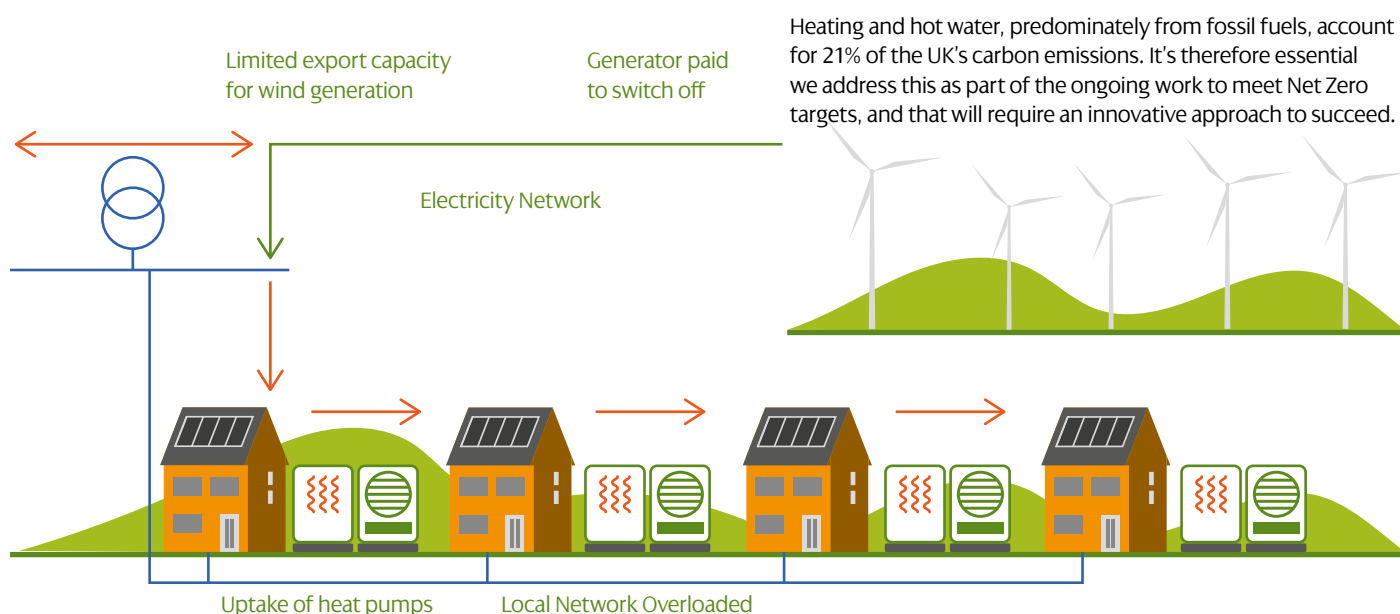 Heating and hot water, predominately from fossil fuels, account
for 21% of the UK's carbon emissions. It's therefore essential
we address this as part of the ongoing work to meet Net Zero
targets, and that will require an innovative approach to succeed.
Limited export capacity
for wind generation
Generator paid
to switch off
Electricity Network
Uptake of heat pumps
Local Network Overloaded